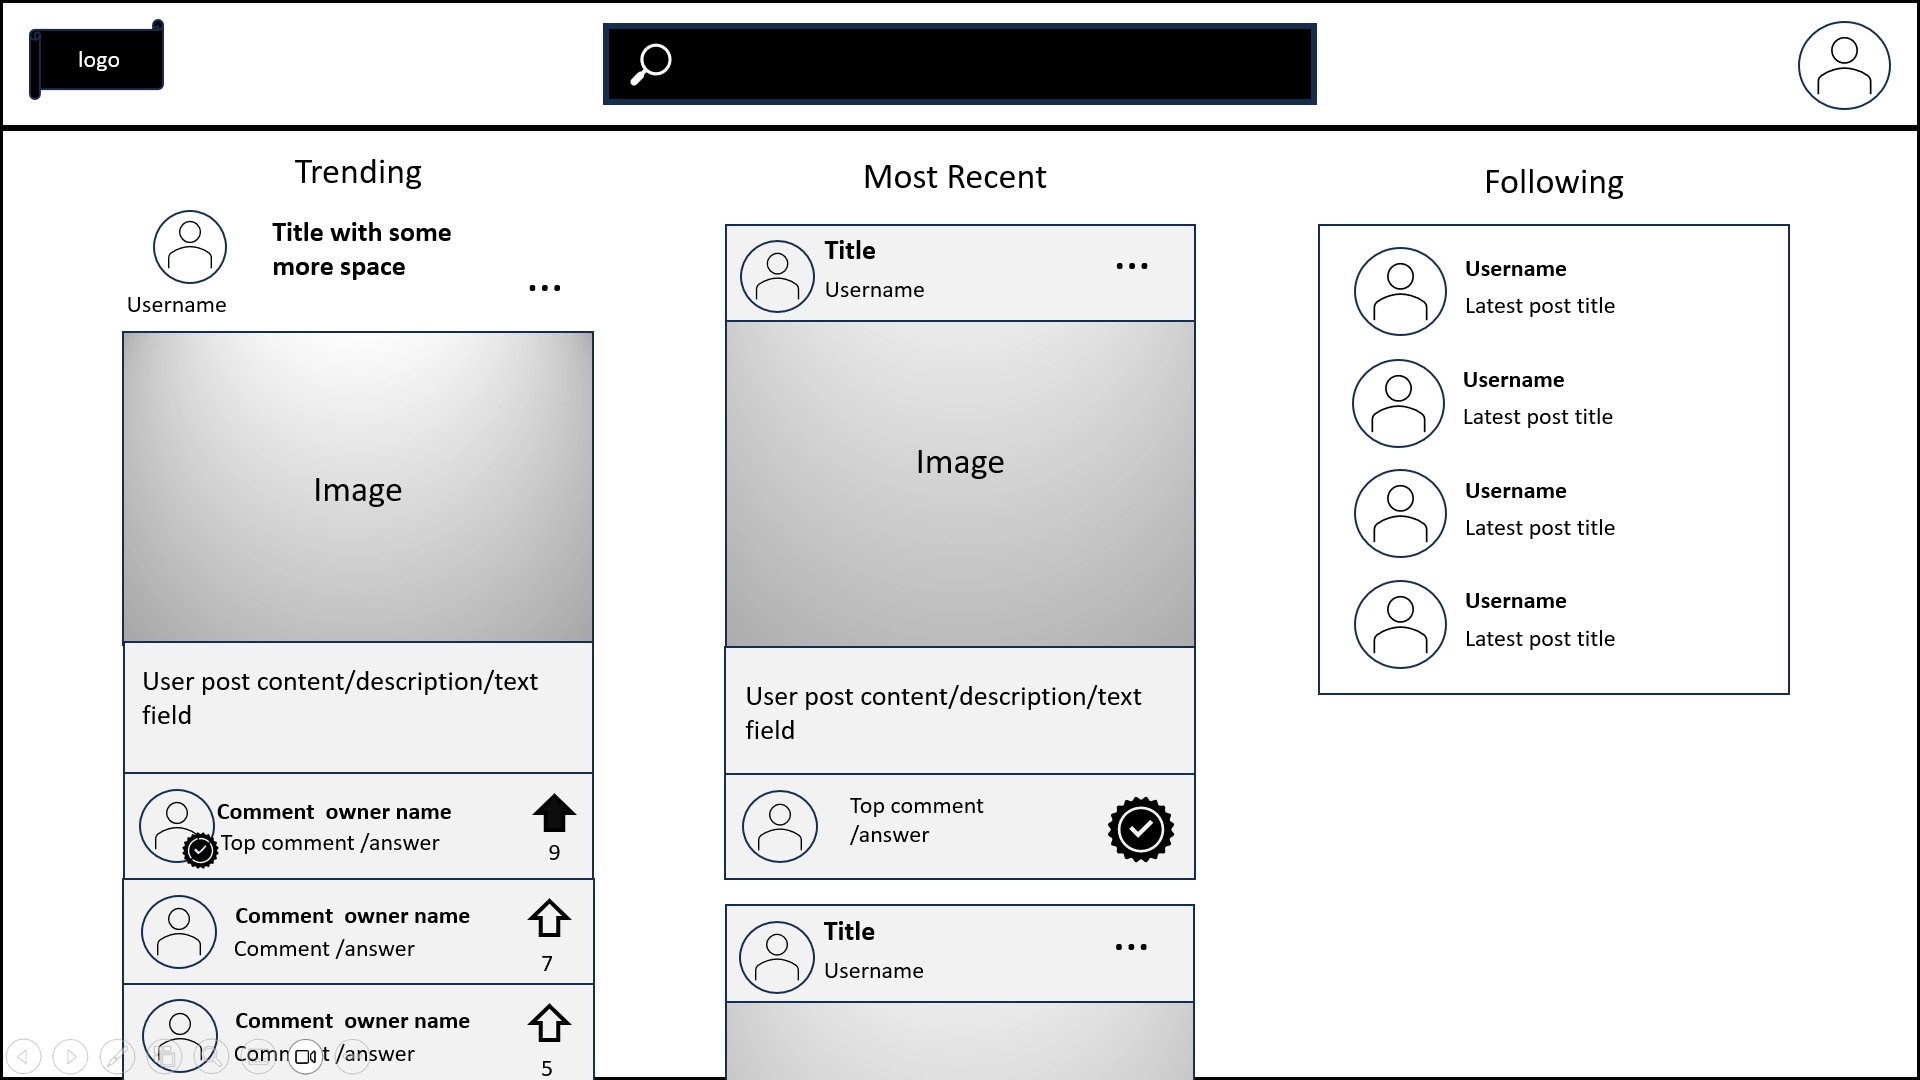 logo
Trending
Title with some
more space
Username
Image
User post content/description/text
field
Comment  owner name
Top comment /answer
9
Comment  owner name
Comment /answer
7
Comment  owner name
Comment /answer
5
Most Recent
Title
Username
Image
User post content/description/text
field
Top comment
/answer
Title
Username
Following
Username
Latest post title
Username
Latest post title
Username
Latest post title
Username
Latest post title